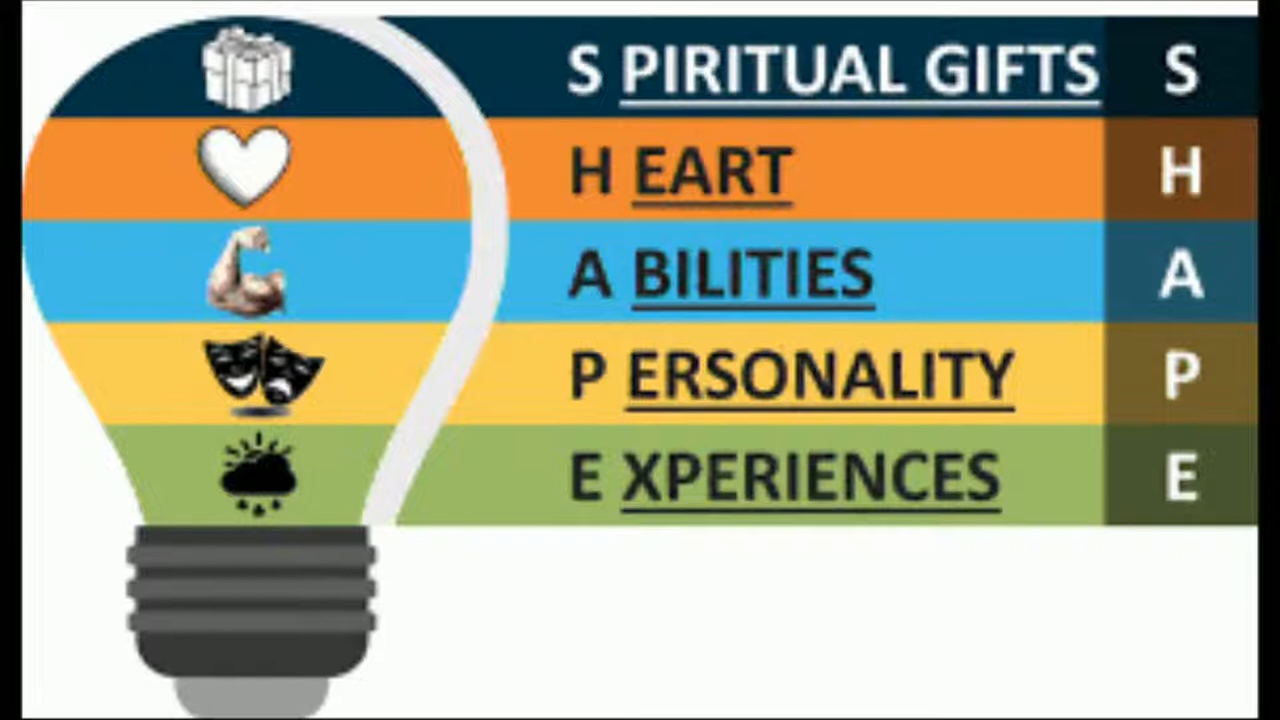 S PIRITUAL GIFTS S
H EART H
A BILITIES A
P ERSONALITY P
E XPERIENCES E